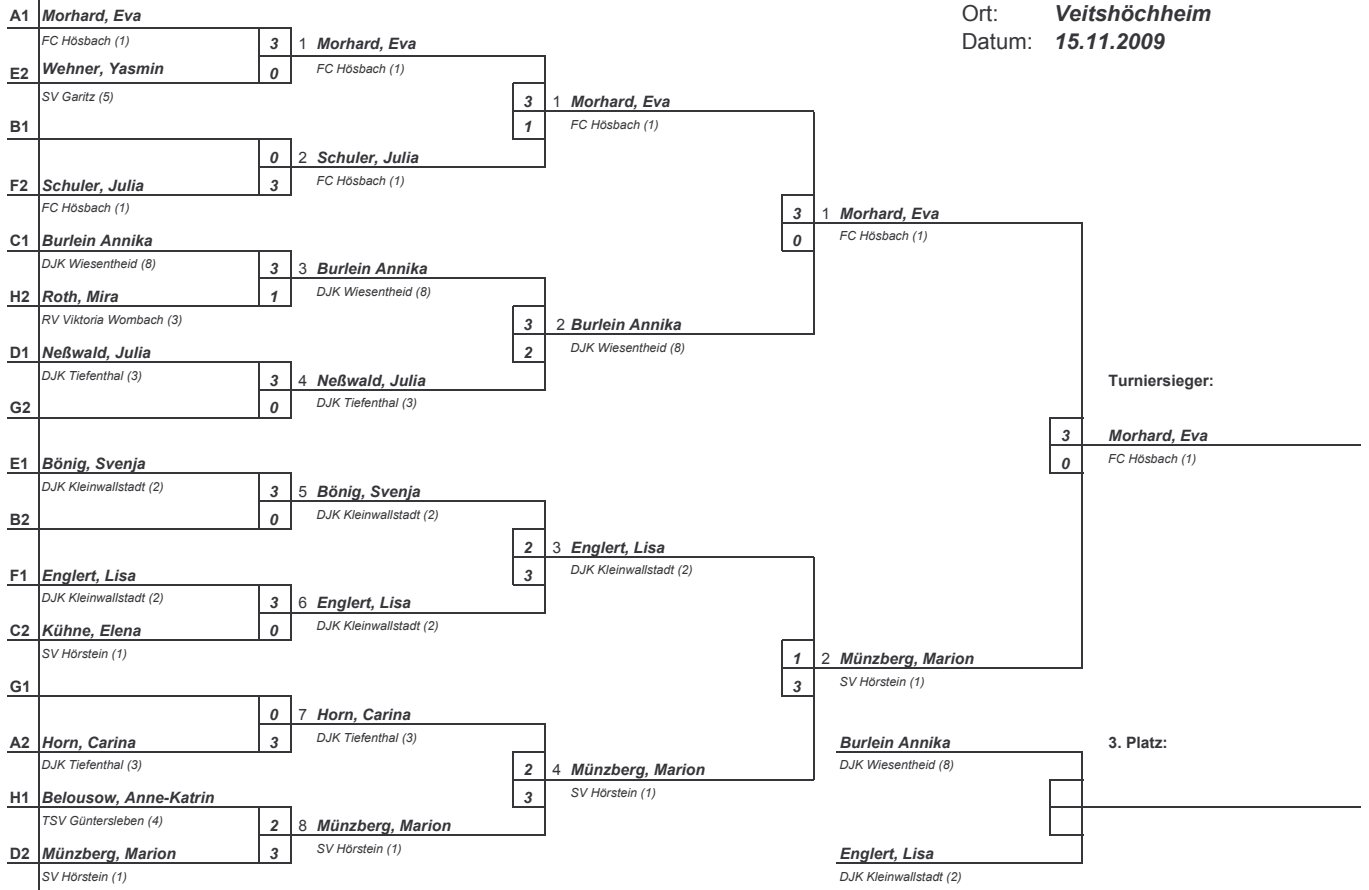 Ort: Veitshöchheim
Datum: 15.11.2009
A1 Morhard, Eva
FC Hösbach (1)
3
1 Morhard, Eva
E2 Wehner, Yasmin
0
FC Hösbach (1)
SV Garitz (5)
3
1 Morhard, Eva
B1
1
FC Hösbach (1)
0
2 Schuler, Julia
F2 Schuler, Julia
3
FC Hösbach (1)
FC Hösbach (1)
3
1 Morhard, Eva
C1 Burlein Annika
0
FC Hösbach (1)
DJK Wiesentheid (8)
3
3 Burlein Annika
H2 Roth, Mira
1
DJK Wiesentheid (8)
RV Viktoria Wombach (3)
3
2 Burlein Annika
D1 Neßwald, Julia
2
DJK Wiesentheid (8)
DJK Tiefenthal (3)
3
4 Neßwald, Julia
Turniersieger:
G2
0
DJK Tiefenthal (3)
3
Morhard, Eva
E1 Bönig, Svenja
0
FC Hösbach (1)
DJK Kleinwallstadt (2)
3
5 Bönig, Svenja
B2
0
DJK Kleinwallstadt (2)
2
3 Englert, Lisa
F1 Englert, Lisa
3
DJK Kleinwallstadt (2)
DJK Kleinwallstadt (2)
3
6 Englert, Lisa
C2 Kühne, Elena
0
DJK Kleinwallstadt (2)
SV Hörstein (1)
1
2 Münzberg, Marion
G1
3
SV Hörstein (1)
0
7 Horn, Carina
A2 Horn, Carina
3
DJK Tiefenthal (3)
Burlein Annika
3. Platz:
DJK Tiefenthal (3)
DJK Wiesentheid (8)
2
4 Münzberg, Marion
H1 Belousow, Anne-Katrin
3
SV Hörstein (1)
TSV Güntersleben (4)
2
8 Münzberg, Marion
D2 Münzberg, Marion
3
SV Hörstein (1)
Englert, Lisa
SV Hörstein (1)
DJK Kleinwallstadt (2)